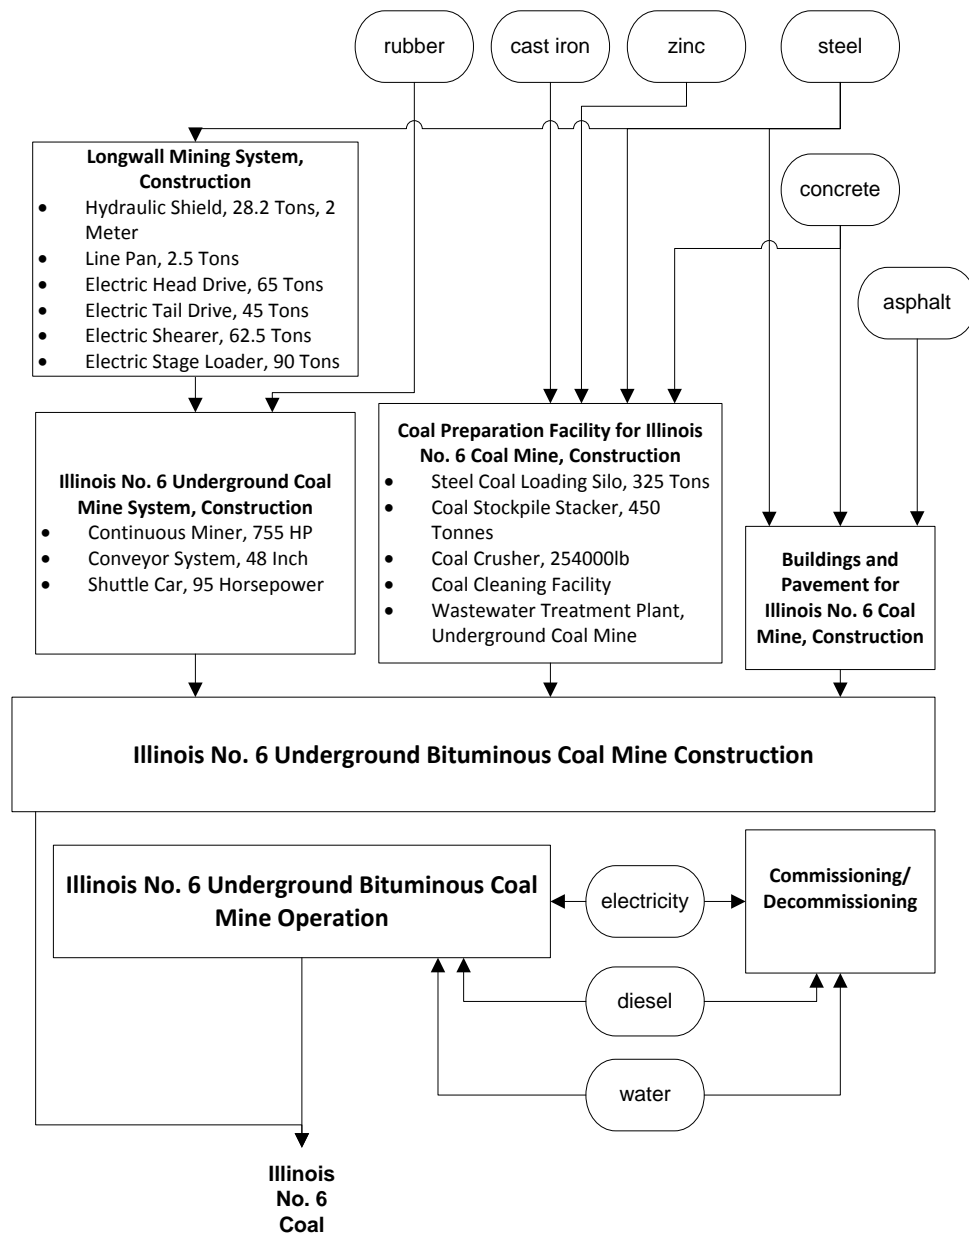 rubber
cast iron
zinc
steel
Longwall Mining System,
Construction
• Hydraulic Shield, 28.2 Tons, 2
Meter
• Line Pan, 2.5 Tons
• Electric Head Drive, 65 Tons
• Electric Tail Drive, 45 Tons
• Electric Shearer, 62.5 Tons
• Electric Stage Loader, 90 Tons
concrete
asphalt
Illinois No. 6 Underground Coal
Mine System, Construction
• Continuous Miner, 755 HP
• Conveyor System, 48 Inch
• Shuttle Car, 95 Horsepower
Coal Preparation Facility for Illinois
No. 6 Coal Mine, Construction
• Steel Coal Loading Silo, 325 Tons
• Coal Stockpile Stacker, 450
Tonnes
• Coal Crusher, 254000lb
• Coal Cleaning Facility
• Wastewater Treatment Plant,
Underground Coal Mine
Buildings and
Pavement for
Illinois No. 6 Coal
Mine, Construction
Illinois No. 6 Underground Bituminous Coal Mine Construction
Illinois No. 6 Underground Bituminous Coal
Mine Operation
electricity
Commissioning/
Decommissioning
diesel
water
Illinois
No. 6
Coal